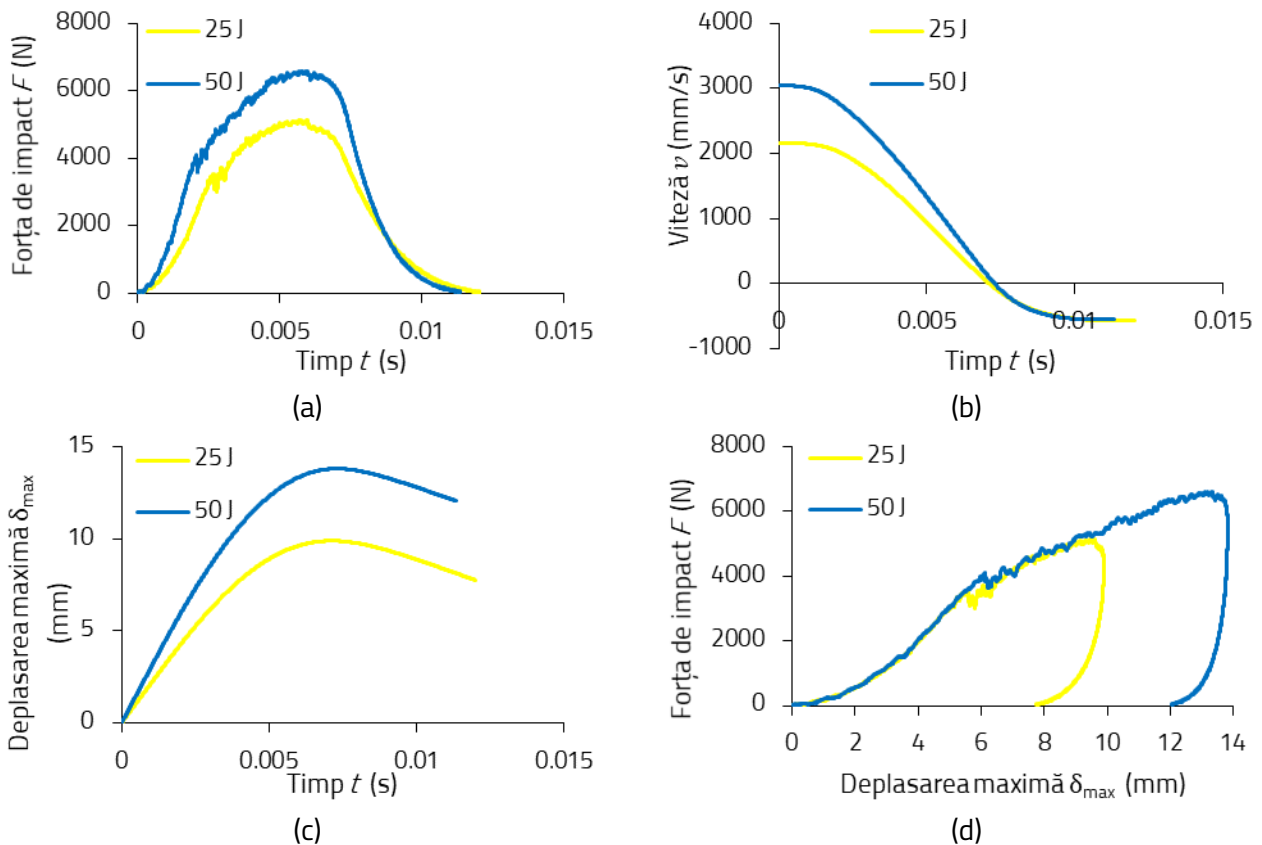 8000
6000
4000
2000
0
25 J
50 J
Forța de impact F (N)
0
0.005
0.01
0.015
Timp t (s)
(a)
4000
3000
2000
1000
0
-1000
25 J
50 J
Viteză v (mm/s)
0
0.005
0.01
0.015
Timp t (s)
(b)
15
10
5
0
25 J
50 J
Deplasarea maximă δmax
(mm)
0
0.005
0.01
0.015
Timp t (s)
(c)
8000
6000
4000
2000
0
25 J
50 J
Forța de impact F (N)
0 2 4 6 8 10 12 14
Deplasarea maximă δmax (mm)
(d)